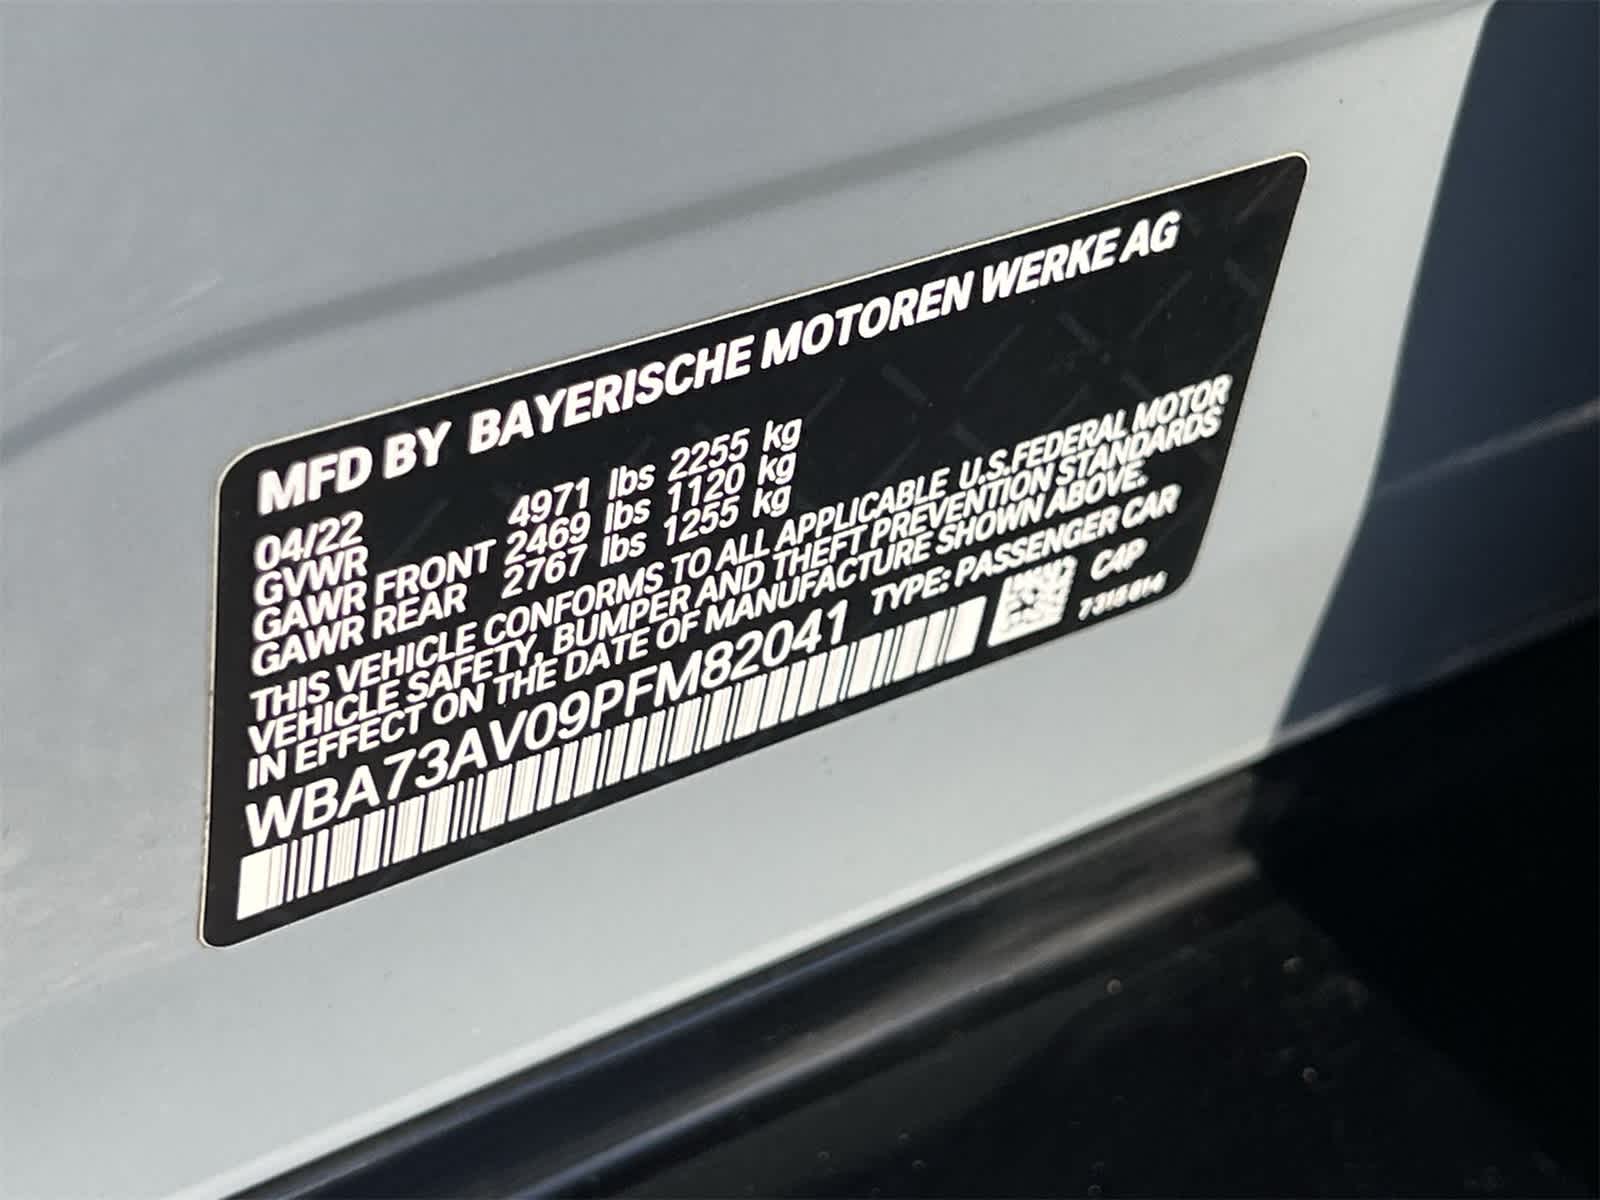 MFD BY BAYERISCHE MOTOREN WERKE AG
04/22
GVWR 4971 lbs 2255 kg
GAWR FRONT 2469 lbs 1120 kg
GAWR REAR 2767 lbs 1255 kg
THIS VEHICLE CONFORMS TO ALL APPLICABLE U.S.FEDERAL MOTOR
VEHICLE SAFETY, BUMPER AND THEFT PREVENTION STANDARDS
IN EFFECT ON THE DATE OF MANUFACTURE SHOWN ABOVE.
WBA73AV09PFM82041 TYPE: PASSENGER CAR
C4P